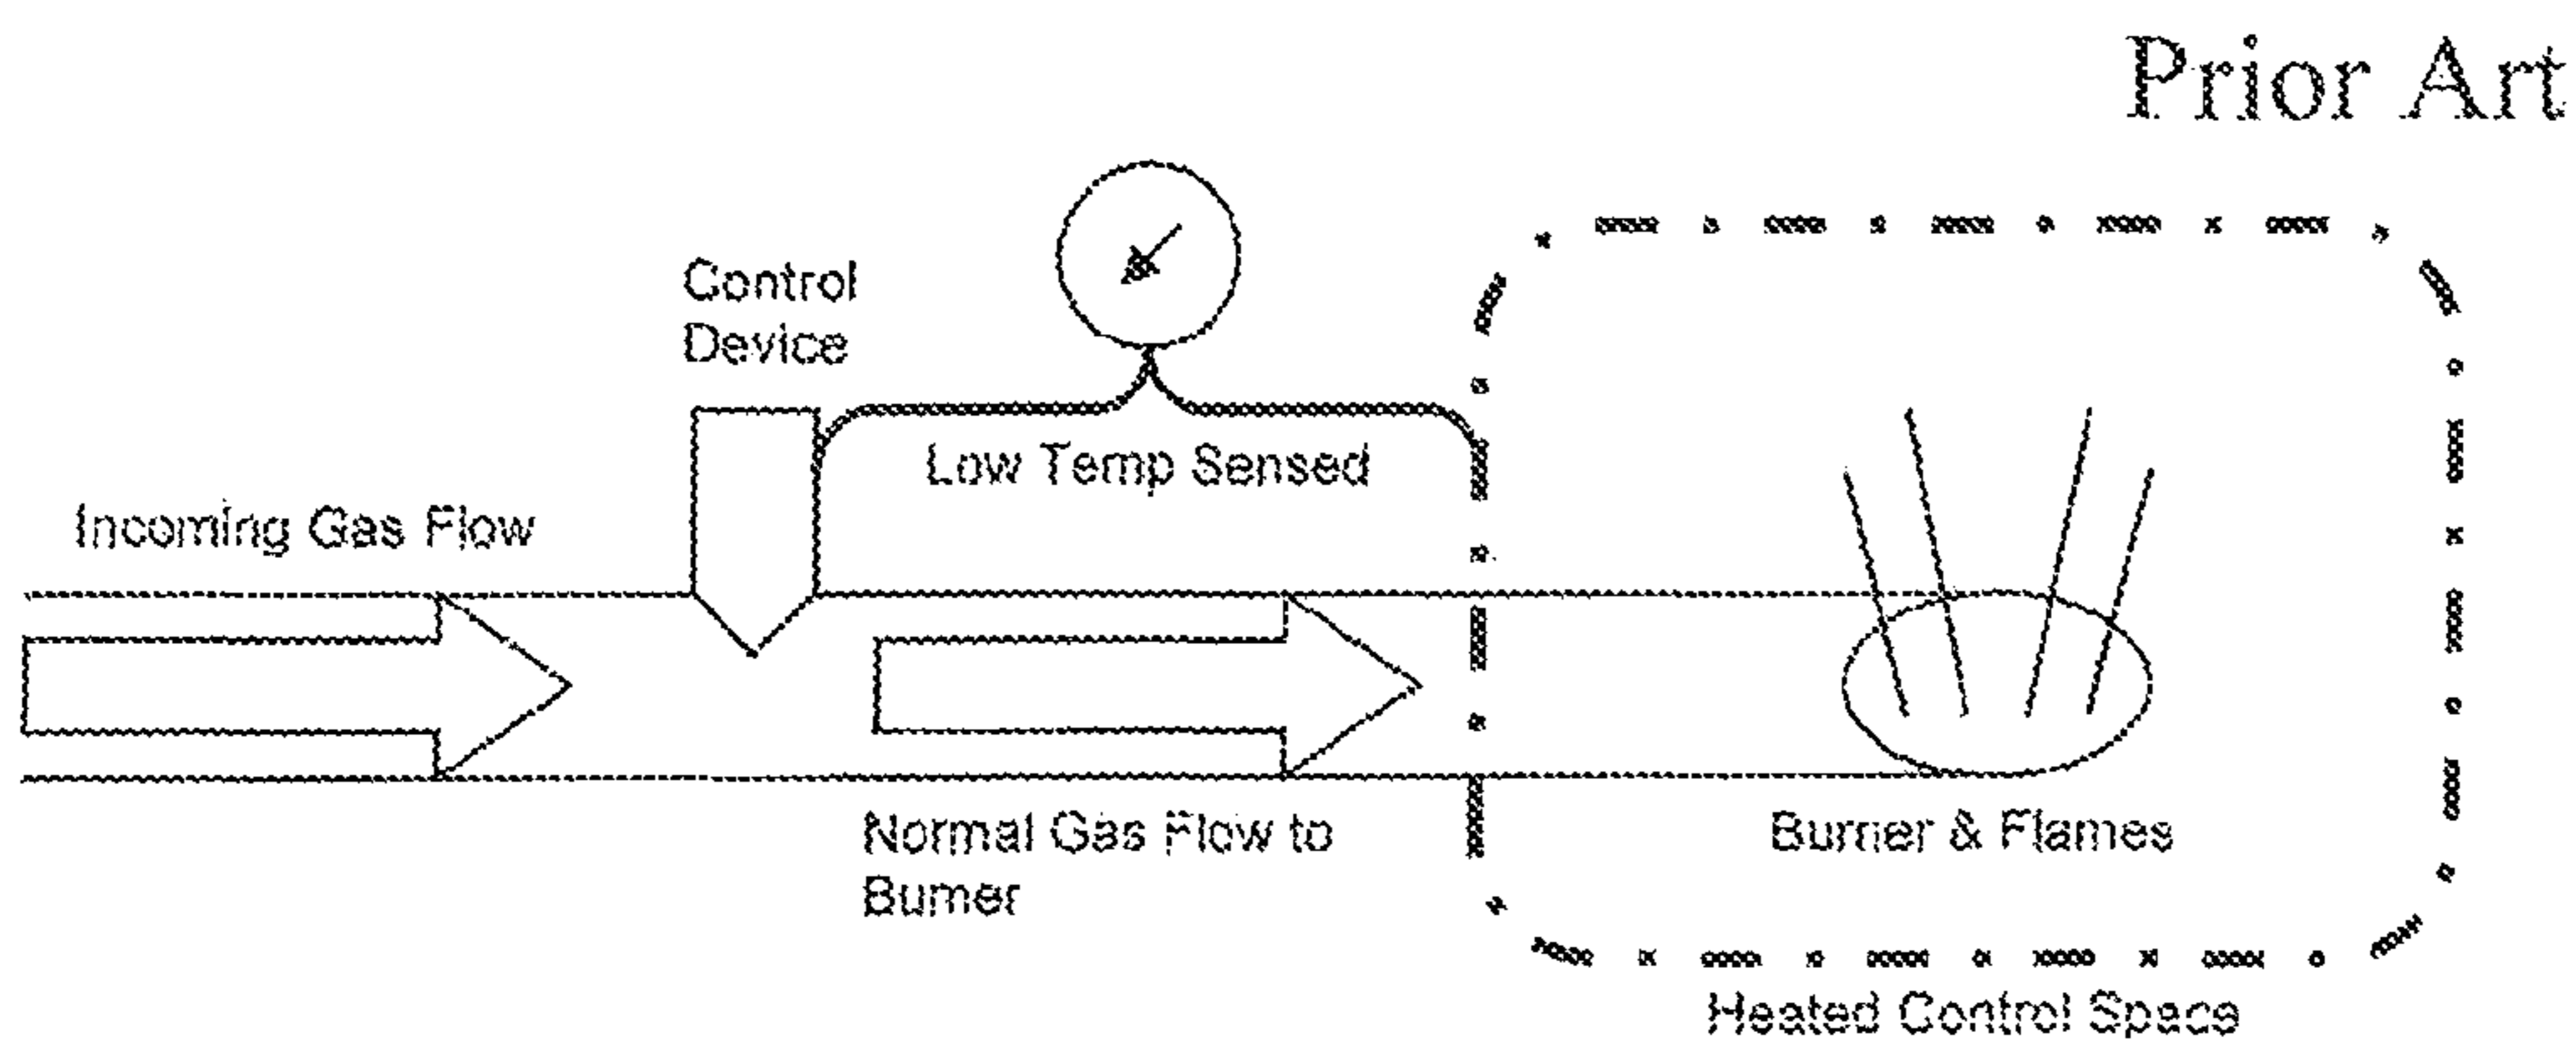 Prior Art
Control
Device
Low Temp Sensed
Incoming Gas Flow
Normal Gas Flow to
Burner
Burner & Flames
Heated Control Space